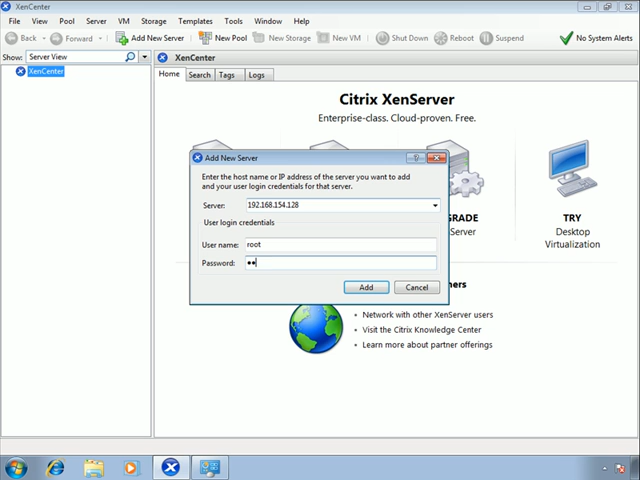 XenCenter
File View Pool Server VM Storage Templates Tools Window Help
Back Forward Add New Server New Pool New Storage New VM Shut Down Reboot Suspend No System Alerts
Show: Server View XenCenter
XenCenter
Home Search Tags Logs
Citrix XenServer
Enterprise-class. Cloud-proven. Free.
Add New Server
Enter the host name or IP address of the server you want to add
and your user login credentials for that server.
Server: 192.168.154.128
User login credentials
User name: root
Password: ••
Add Cancel
GRADE
Server
TRY
Desktop
Virtualization
ners
Network with other XenServer users
Visit the Citrix Knowledge Center
Learn more about partner offerings